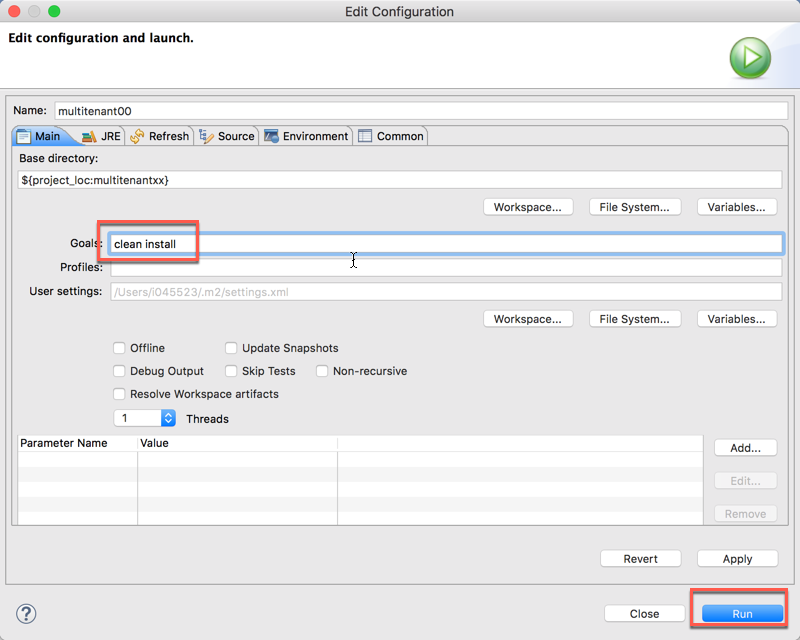 Edit Configuration
Edit configuration and launch.
Name: multitenant00
Main JRE Refresh Source Environment Common
Base directory:
${project_loc:multitenantxx}
Workspace... File System... Variables...
Goals: clean install
Profiles:
User settings: /Users/i045523/.m2/settings.xml
Workspace... File System... Variables...
Offline Update Snapshots
Debug Output Skip Tests Non-recursive
Resolve Workspace artifacts
1 Threads
Parameter Name Value
Add...
Edit...
Remove
Revert Apply
? Close Run